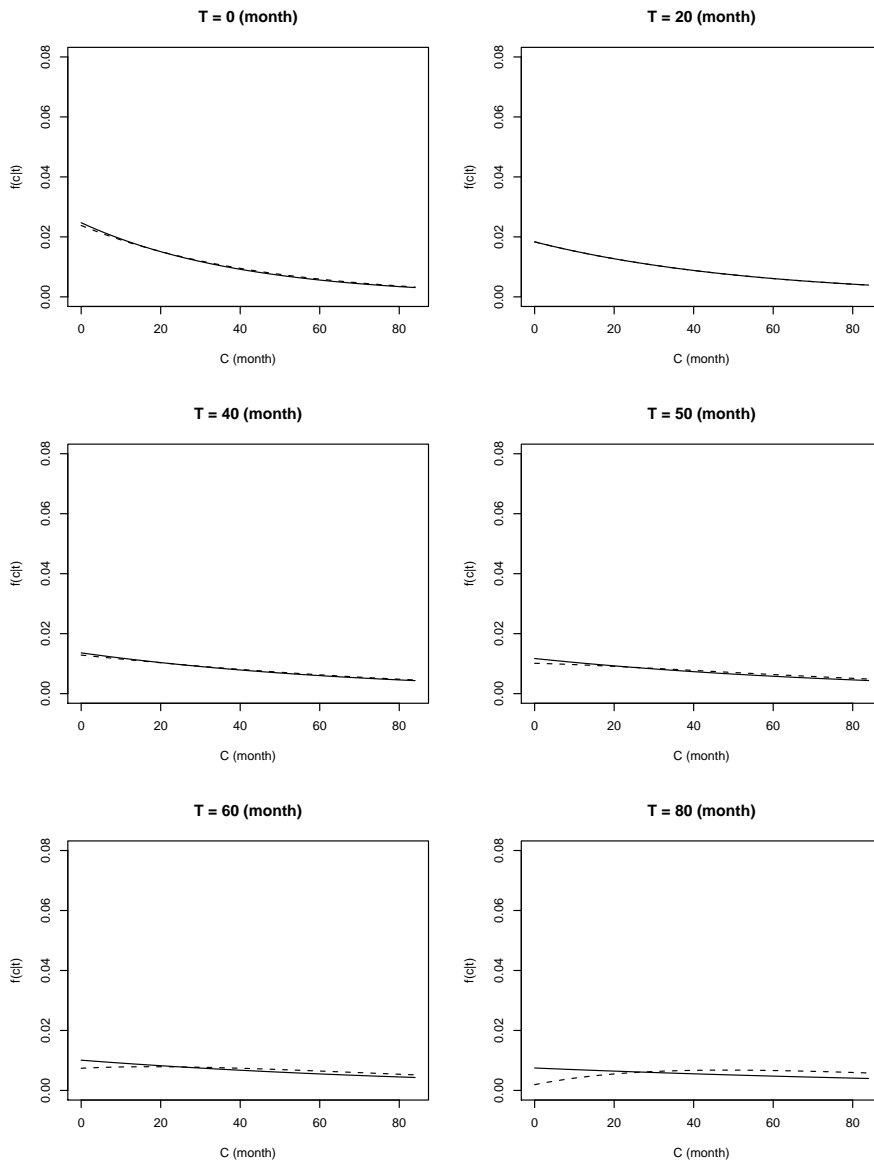 T = 0 (month)
0.00 0.02 0.04 0.06 0.08
f(c|t)
0 20 40 60 80
C (month)
T = 20 (month)
0.00 0.02 0.04 0.06 0.08
f(c|t)
0 20 40 60 80
C (month)
T = 40 (month)
0.00 0.02 0.04 0.06 0.08
f(c|t)
0 20 40 60 80
C (month)
T = 50 (month)
0.00 0.02 0.04 0.06 0.08
f(c|t)
0 20 40 60 80
C (month)
T = 60 (month)
0.00 0.02 0.04 0.06 0.08
f(c|t)
0 20 40 60 80
C (month)
T = 80 (month)
0.00 0.02 0.04 0.06 0.08
f(c|t)
0 20 40 60 80
C (month)